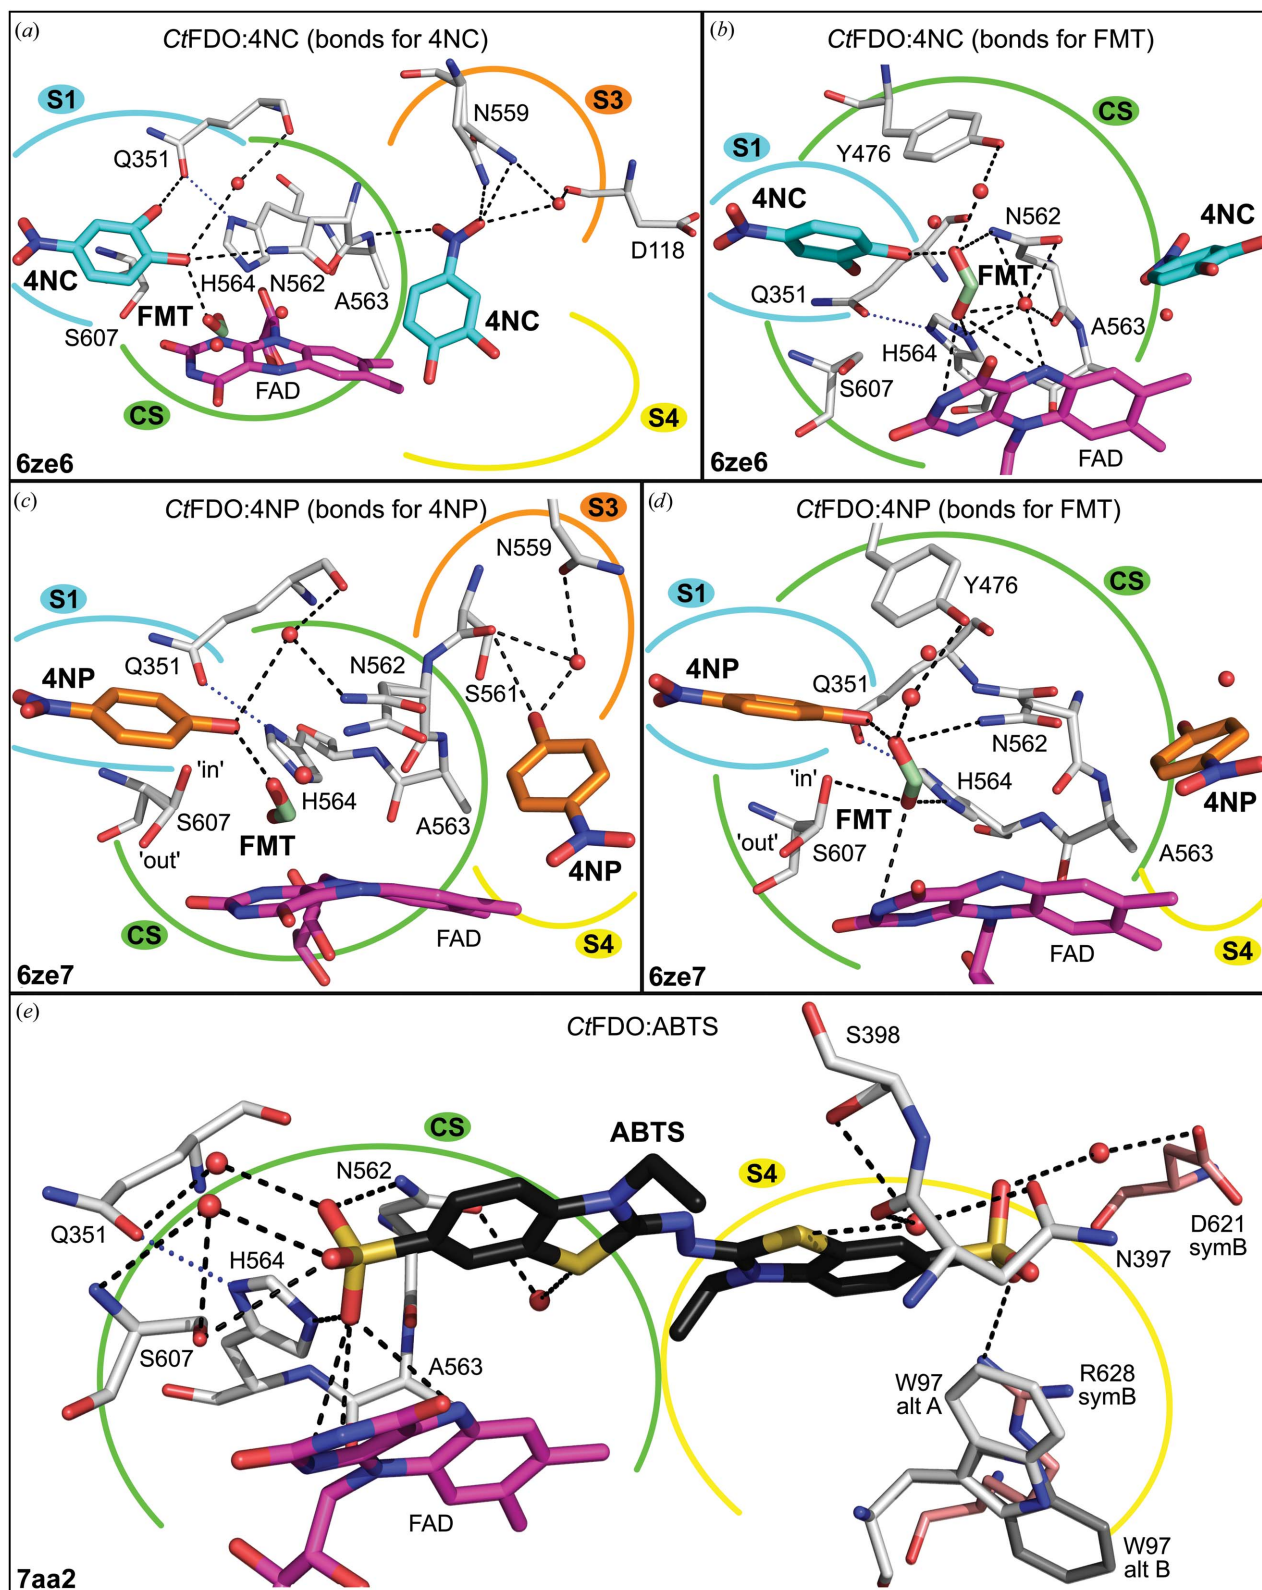 (a)
CtFDO:4NC (bonds for 4NC)
S1
S3
N559
Q351
4NC
H564
N562
A563
D118
S607
FMT
4NC
FAD
CS
S4
6ze6
(b)
CtFDO:4NC (bonds for FMT)
CS
Y476
S1
4NC
N562
4NC
FMT
Q351
A563
H564
S607
FAD
6ze6
(c)
CtFDO:4NP (bonds for 4NP)
S3
N559
S1
Q351
N562
4NP
S561
'in'
H564
S607
A563
'out'
FMT
4NP
CS
FAD
S4
6ze7
(d)
CtFDO:4NP (bonds for FMT)
CS
Y476
S1
4NP
Q351
N562
'in'
H564
4NP
FMT
'out'
S607
A563
FAD
S4
6ze7
(e)
CtFDO:ABTS
S398
CS
ABTS
N562
S4
Q351
D621
symB
H564
N397
S607
A563
W97
alt A
R628
symB
FAD
W97
alt B
7aa2